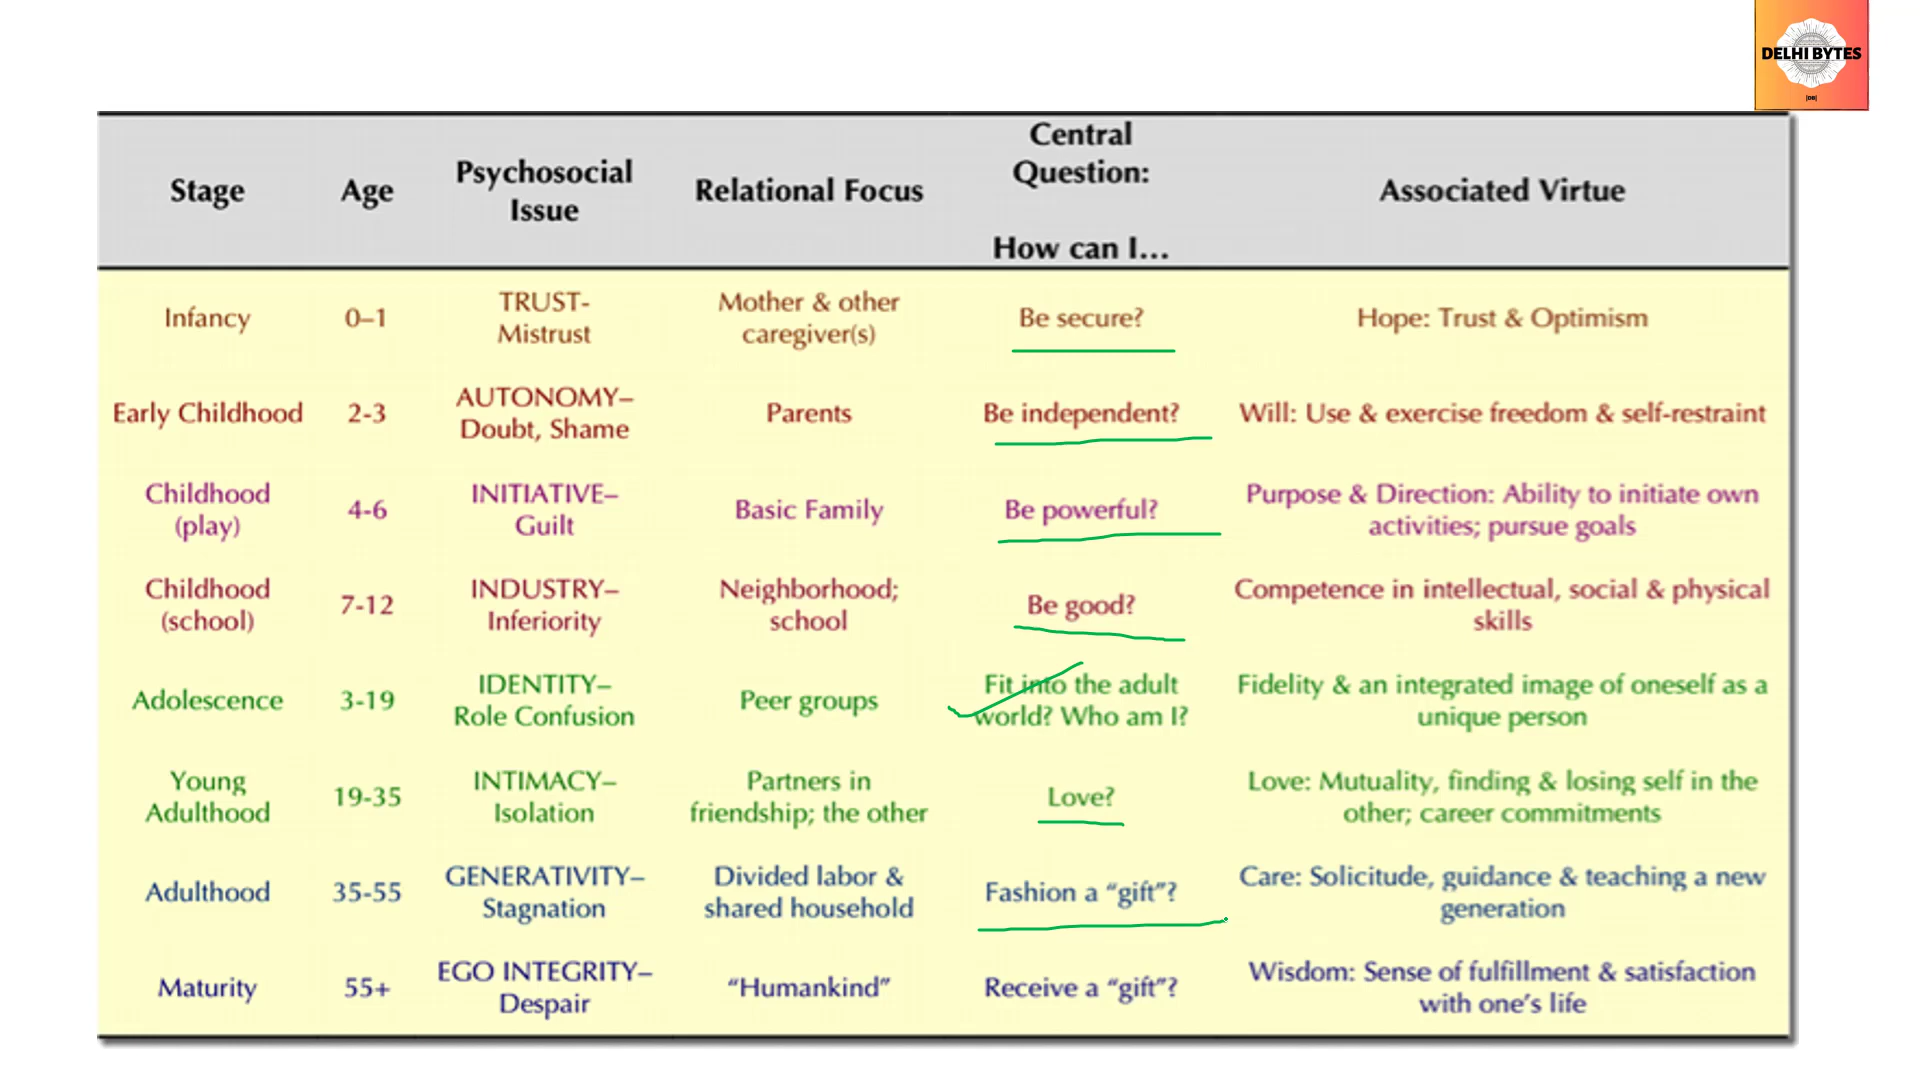 DELHI BYTES
|DB|
Stage Age Psychosocial Issue Relational Focus Central Question: How can I... Associated Virtue
Infancy 0–1 TRUST- Mistrust Mother & other caregiver(s) Be secure? Hope: Trust & Optimism
Early Childhood 2-3 AUTONOMY– Doubt, Shame Parents Be independent? Will: Use & exercise freedom & self-restraint
Childhood (play) 4-6 INITIATIVE– Guilt Basic Family Be powerful? Purpose & Direction: Ability to initiate own activities; pursue goals
Childhood (school) 7-12 INDUSTRY– Inferiority Neighborhood; school Be good? Competence in intellectual, social & physical skills
Adolescence 3-19 IDENTITY– Role Confusion Peer groups Fit into the adult world? Who am I? Fidelity & an integrated image of oneself as a unique person
Young Adulthood 19-35 INTIMACY– Isolation Partners in friendship; the other Love? Love: Mutuality, finding & losing self in the other; career commitments
Adulthood 35-55 GENERATIVITY– Stagnation Divided labor & shared household Fashion a “gift”? Care: Solicitude, guidance & teaching a new generation
Maturity 55+ EGO INTEGRITY– Despair “Humankind” Receive a “gift”? Wisdom: Sense of fulfillment & satisfaction with one’s life